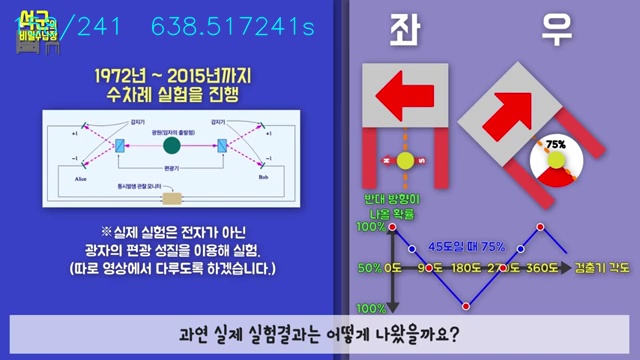 /241 638.517241s
석군의
비밀수납장
1972년 ~ 2015년까지
수차례 실험을 진행
감지기
광원(입자의 출발점)
감지기
+1
+1
-1
-1
편광기
Alice
Bob
동시발생 관찰 모니터
※실제 실험은 전자가 아닌
광자의 편광 성질을 이용해 실험.
(따로 영상에서 다루도록 하겠습니다.)
좌 우
N S
75%
반대 방향이
나올 확률
100%
45도일 때 75%
50% 0도 90도 180도 270도 360도 검출기 각도
100%
과연 실제 실험결과는 어떻게 나왔을까요?